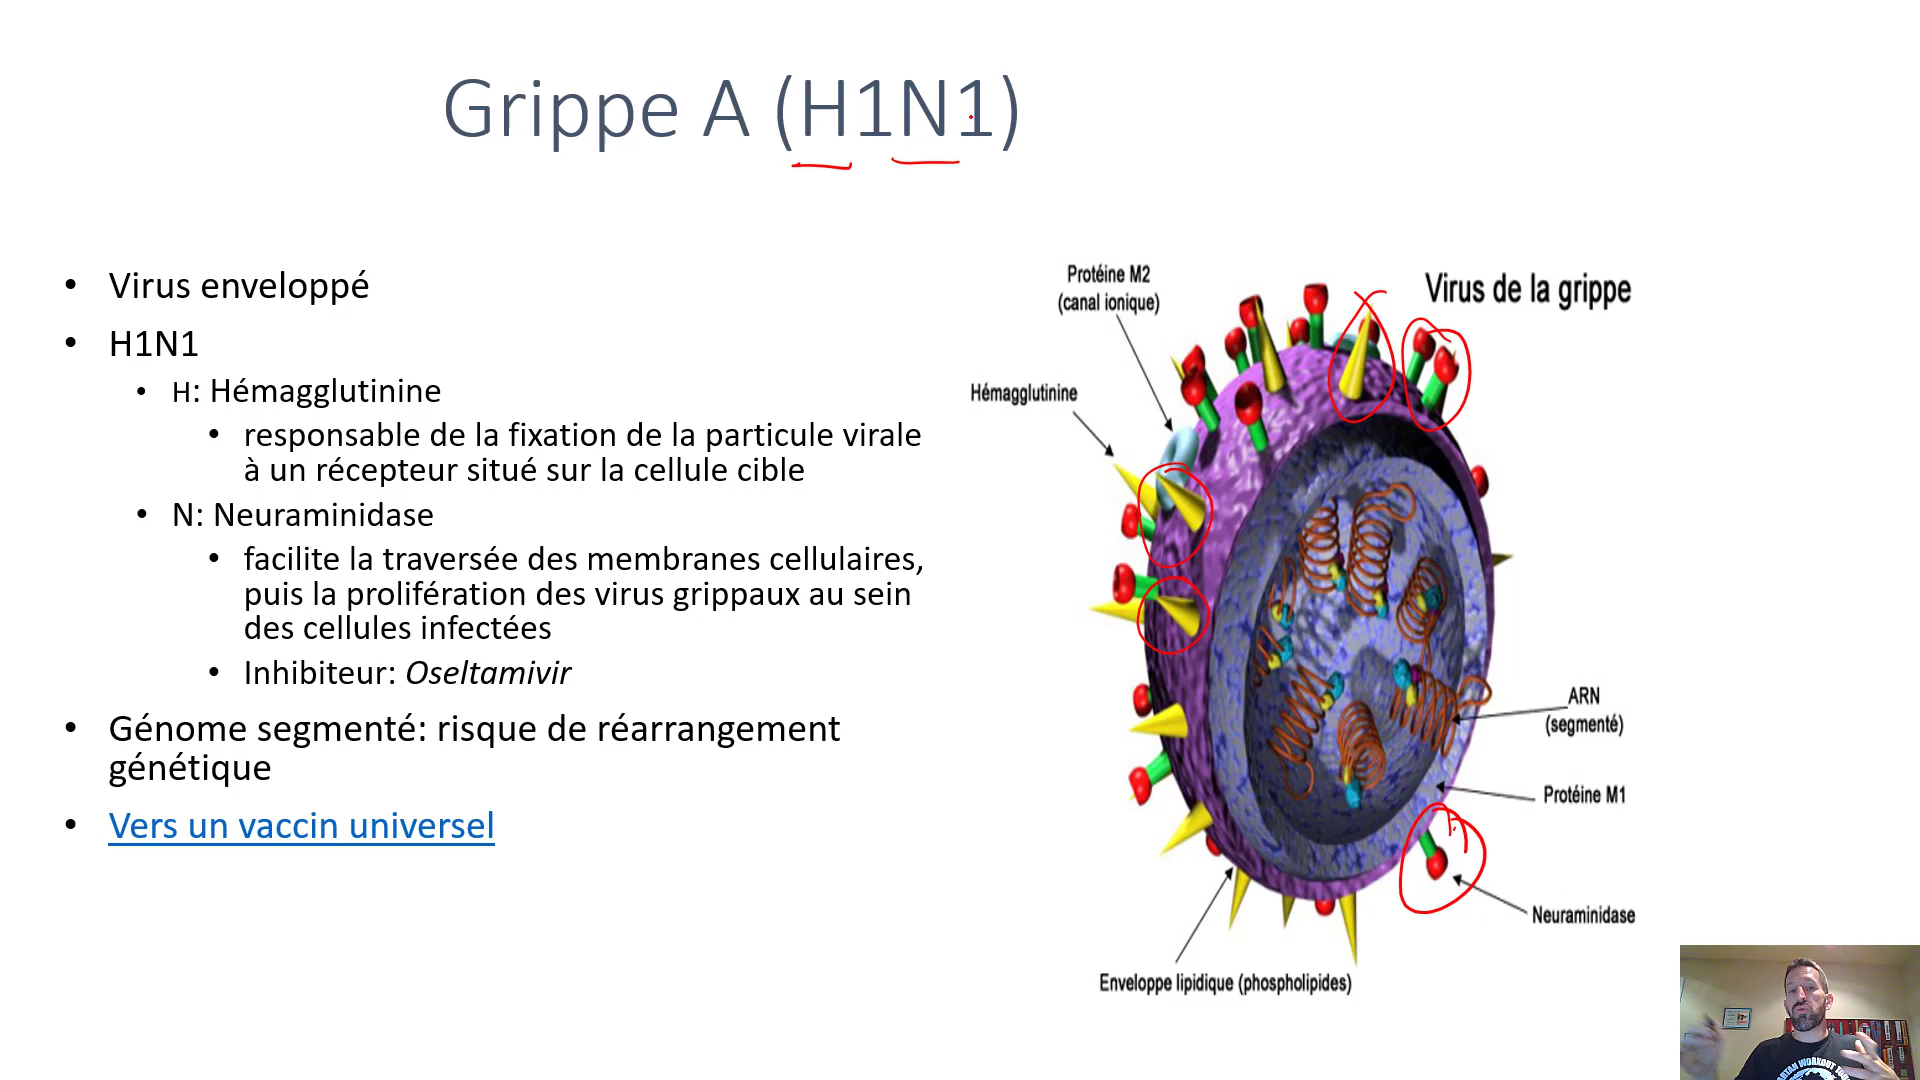 Grippe A (H1N1)
• Virus enveloppé
• H1N1
• H: Hémagglutinine
• responsable de la fixation de la particule virale
à un récepteur situé sur la cellule cible
• N: Neuraminidase
• facilite la traversée des membranes cellulaires,
puis la prolifération des virus grippaux au sein
des cellules infectées
• Inhibiteur: Oseltamivir
• Génome segmenté: risque de réarrangement
génétique
• Vers un vaccin universel
Virus de la grippe
Protéine M2
(canal ionique)
Hémagglutinine
ARN
(segmenté)
Protéine M1
Neuraminidase
Enveloppe lipidique (phospholipides)
WORKOUT